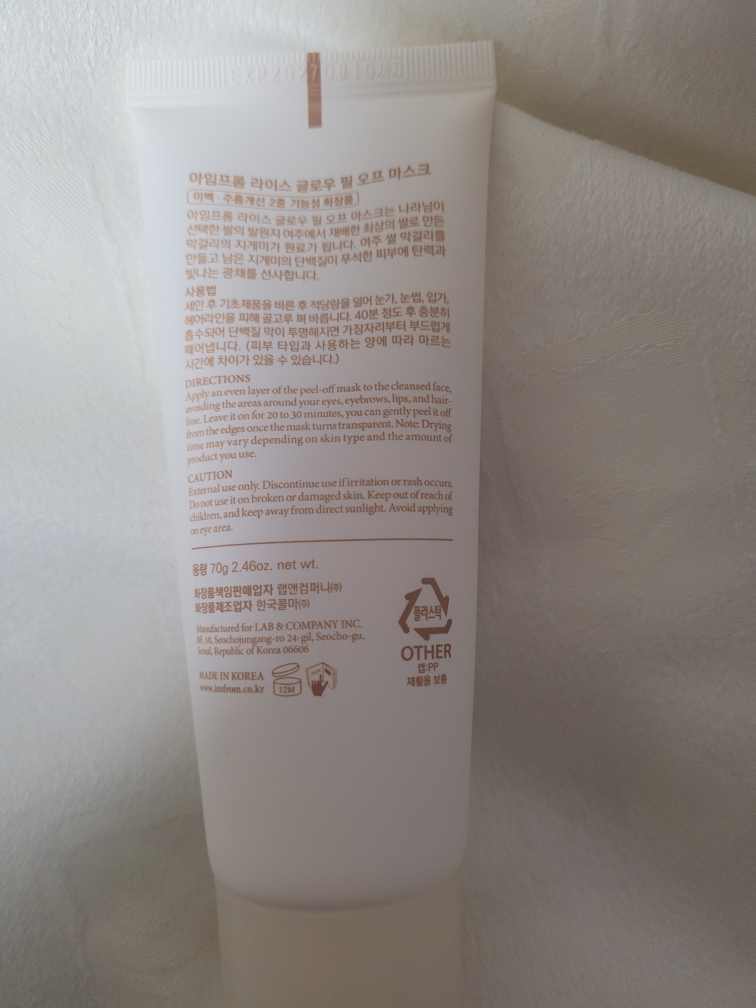 EXP20270819까지
아임프롬 라이스 글로우 필 오프 마스크
미백·주름개선 2중 기능성 화장품
아임프롬 라이스 글로우 필 오프 마스크는 나라님이
선택한 쌀의 발원지 여주에서 재배한 최상의 쌀로 만든
막걸리의 지게미가 원료가 됩니다. 여주 쌀 막걸리를
만들고 남은 지게미의 단백질이 푸석한 피부에 탄력과
빛나는 광채를 선사합니다.
사용법
세안 후 기초제품을 바른 후 적당량을 덜어 눈가, 눈썹, 입가,
헤어라인을 피해 골고루 펴 바릅니다. 40분 정도 후 충분히
흡수되어 단백질 막이 투명해지면 가장자리부터 부드럽게
떼어냅니다. (피부 타입과 사용하는 양에 따라 마르는
시간에 차이가 있을 수 있습니다.)
DIRECTIONS
Apply an even layer of the peel-off mask to the cleansed face,
avoiding the areas around your eyes, eyebrows, lips, and hair-
line. Leave it on for 20 to 30 minutes, you can gently peel it off
from the edges once the mask turns transparent. Note: Drying
time may vary depending on skin type and the amount of
product you use.
CAUTION
External use only. Discontinue use if irritation or rash occurs.
Do not use it on broken or damaged skin. Keep out of reach of
children, and keep away from direct sunlight. Avoid applying
on eye area.
용량 70g 2.46oz. net wt.
화장품책임판매업자 랩앤컴퍼니㈜
화장품제조업자 한국콜마㈜
Manufactured for LAB & COMPANY INC.
8F, 18, Seochojungang-ro 24-gil, Seocho-gu,
Seoul, Republic of Korea 06606
MADE IN KOREA
www.imfrom.co.kr
12M
플라스틱
OTHER
캡:PP
재활용 보통